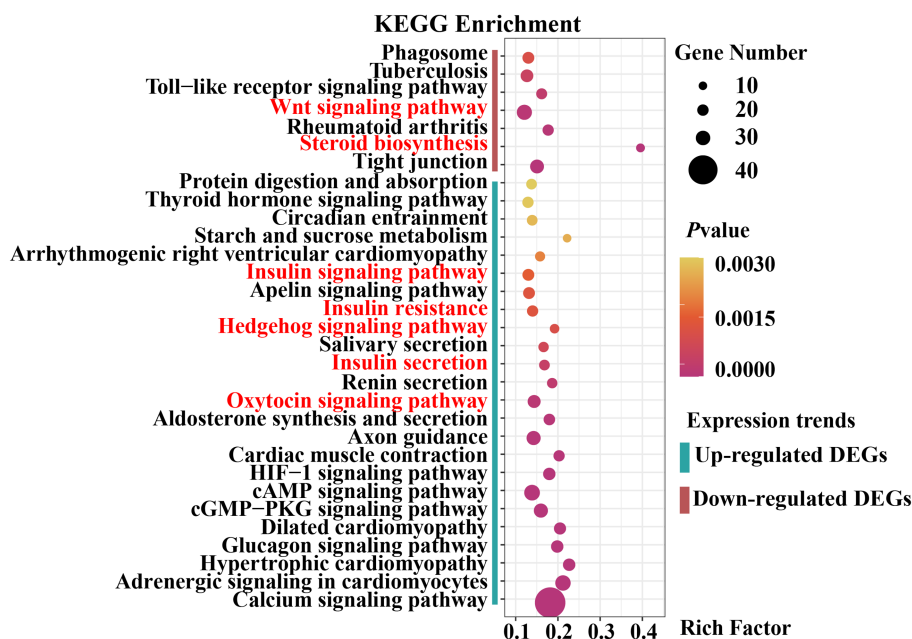 KEGG Enrichment
Phagosome
Tuberculosis
Toll−like receptor signaling pathway
Wnt signaling pathway
Rheumatoid arthritis
Steroid biosynthesis
Tight junction
Protein digestion and absorption
Thyroid hormone signaling pathway
Circadian entrainment
Starch and sucrose metabolism
Arrhythmogenic right ventricular cardiomyopathy
Insulin signaling pathway
Apelin signaling pathway
Insulin resistance
Hedgehog signaling pathway
Salivary secretion
Insulin secretion
Renin secretion
Oxytocin signaling pathway
Aldosterone synthesis and secretion
Axon guidance
Cardiac muscle contraction
HIF−1 signaling pathway
cAMP signaling pathway
cGMP−PKG signaling pathway
Dilated cardiomyopathy
Glucagon signaling pathway
Hypertrophic cardiomyopathy
Adrenergic signaling in cardiomyocytes
Calcium signaling pathway
0.1 0.2 0.3 0.4
Rich Factor
Gene Number
10
20
30
40
Pvalue
0.0030
0.0015
0.0000
Expression trends
Up-regulated DEGs
Down-regulated DEGs